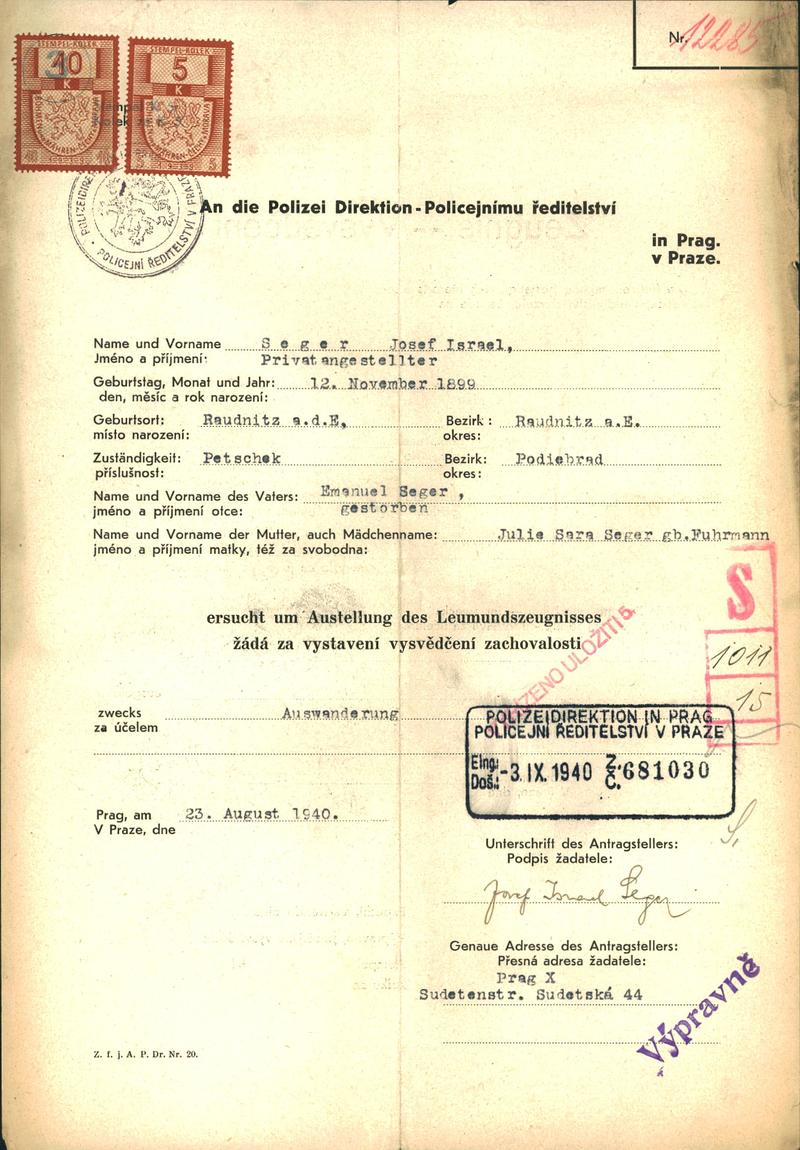 Nr. 12285
STEMPEL-KOLEK
10
K
STEMPEL-KOLEK
5
K
BÖHMEN u. MÄHREN-ČECHY a MORAVA
POLICEJNÍ ŘEDITELSTVÍ V PRAZE
An die Polizei Direktion - Policejnímu ředitelství
in Prag.
v Praze.
Name und Vorname S e g e r Josef Israel,
Jméno a příjmení: Privatangestellter
Geburtstag, Monat und Jahr: 12. November 1899
den, měsíc a rok narození:
Geburtsort: Raudnitz a.d.E, Bezirk: Raudnitz a.E.
místo narození: okres:
Zuständigkeit: Petschek Bezirk: Podiebrad
příslušnost: okres:
Name und Vorname des Vaters: Emanuel Seger ,
jméno a příjmení otce: gestorben
Name und Vorname der Mutter, auch Mädchenname: Julie Sara Seger gb.Fuhrmann
jméno a příjmení matky, též za svobodna:
S
ersucht um Austellung des Leumundszeugnisses
žádá za vystavení vysvědčení zachovalosti
ULOŽITI
1011
15
zwecks Auswanderung
za účelem
POLIZEIDIREKTION IN PRAG
POLICEJNÍ ŘEDITELSTVÍ V PRAZE
Eing.:
Doš.: -3. IX. 1940 Z. Č. 681030
Prag, am 23. August 1940.
V Praze, dne
Unterschrift des Antragstellers:
Podpis žadatele:
Josef Israel Seger
Genaue Adresse des Antragstellers:
Přesná adresa žadatele:
Prag X
Sudetenstr. Sudetská 44
Výpravně
Z. f. j. A. P. Dr. Nr. 20.